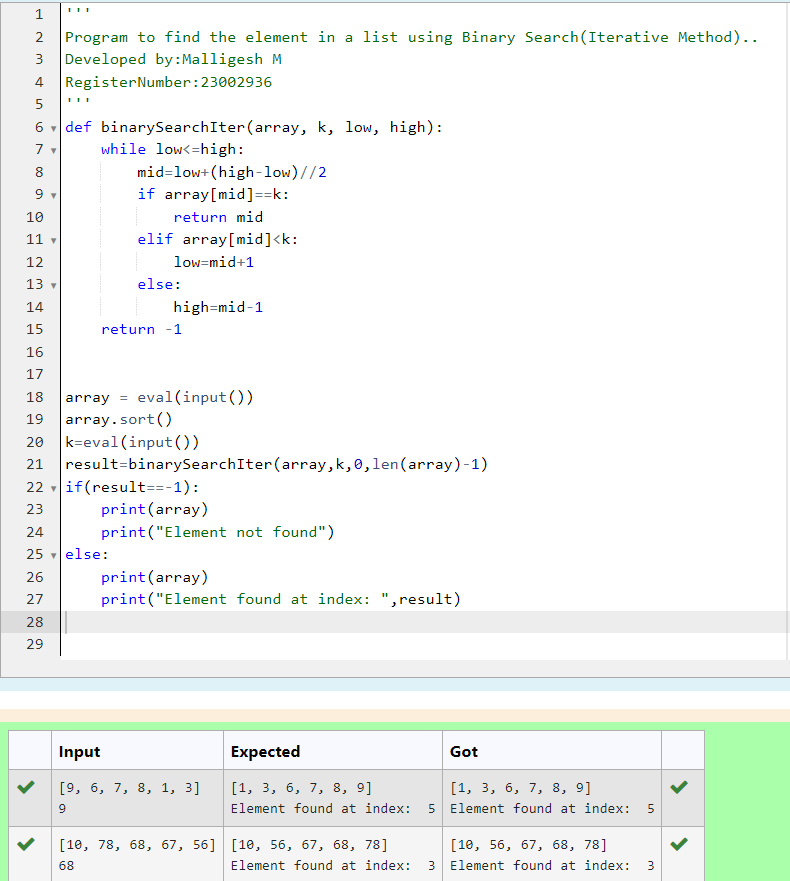 1 '''
2 Program to find the element in a list using Binary Search(Iterative Method)..
3 Developed by:Malligesh M
4 RegisterNumber:23002936
5 '''
6 def binarySearchIter(array, k, low, high):
7     while low<=high:
8         mid=low+(high-low)//2
9         if array[mid]==k:
10             return mid
11         elif array[mid]<k:
12             low=mid+1
13         else:
14             high=mid-1
15     return -1
16
17
18 array = eval(input())
19 array.sort()
20 k=eval(input())
21 result=binarySearchIter(array,k,0,len(array)-1)
22 if(result==-1):
23     print(array)
24     print("Element not found")
25 else:
26     print(array)
27     print("Element found at index: ",result)
28
29
Input Expected Got
[9, 6, 7, 8, 1, 3] [1, 3, 6, 7, 8, 9] [1, 3, 6, 7, 8, 9]
9 Element found at index:  5 Element found at index:  5
[10, 78, 68, 67, 56] [10, 56, 67, 68, 78] [10, 56, 67, 68, 78]
68 Element found at index:  3 Element found at index:  3